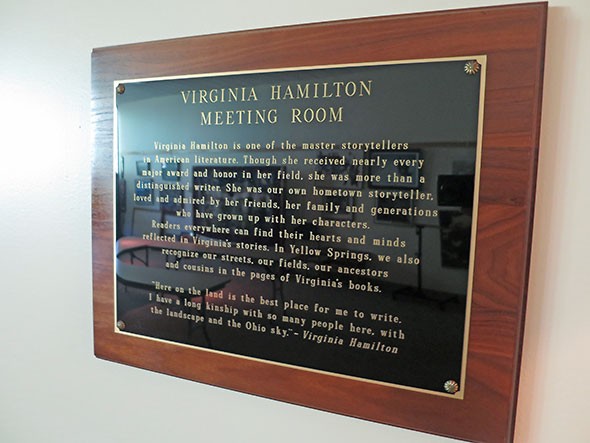 VIRGINIA HAMILTON
MEETING ROOM
Virginia Hamilton is one of the master storytellers
in American literature. Though she received nearly every
major award and honor in her field, she was more than a
distinguished writer. She was our own hometown storyteller,
loved and admired by her friends, her family and generations
who have grown up with her characters.
Readers everywhere can find their hearts and minds
reflected in Virginia's stories. In Yellow Springs, we also
recognize our streets, our fields, our ancestors
and cousins in the pages of Virginia's books.
"Here on the land is the best place for me to write.
I have a long kinship with so many people here, with
the landscape and the Ohio sky." - Virginia Hamilton